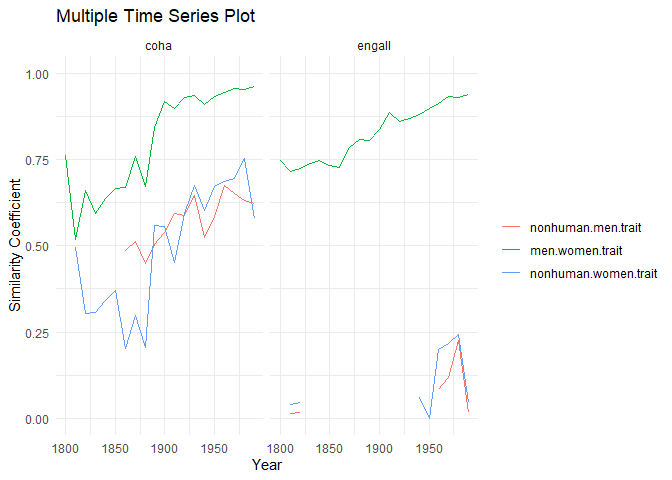 Multiple Time Series Plot
coha
engall
1.00
0.75
0.50
0.25
0.00
Similarity Coefficient
1800
1850
1900
1950
1800
1850
1900
1950
Year
nonhuman.men.trait
men.women.trait
nonhuman.women.trait